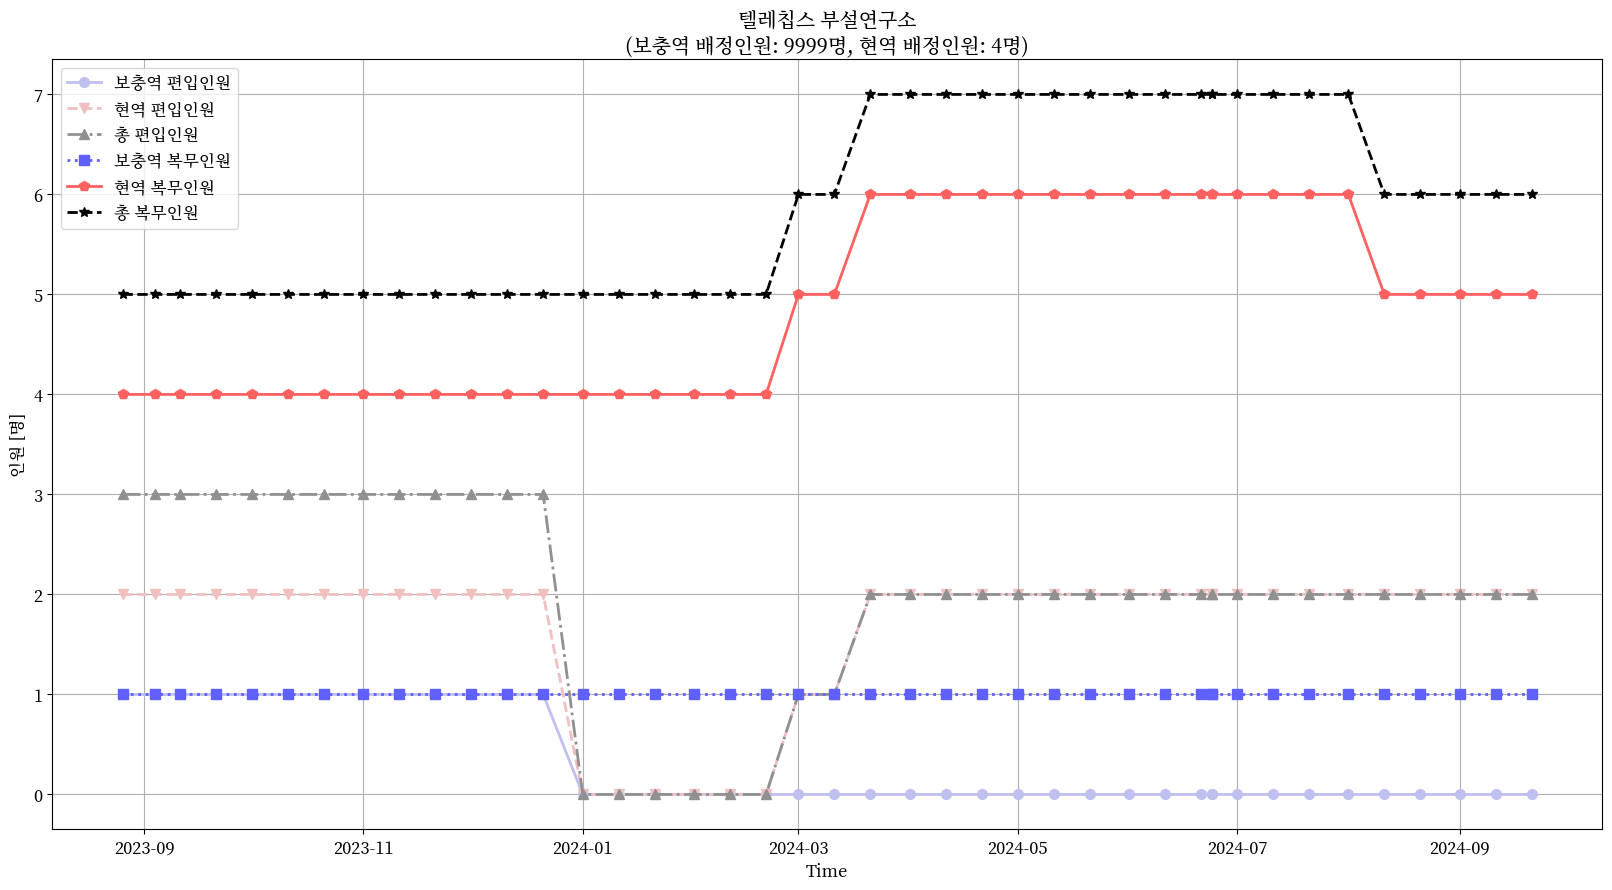 텔레칩스 부설연구소
(보충역 배정인원: 9999명, 현역 배정인원: 4명)
보충역 편입인원
현역 편입인원
총 편입인원
보충역 복무인원
현역 복무인원
총 복무인원
인원 [명]
7
6
5
4
3
2
1
0
2023-09
2023-11
2024-01
2024-03
2024-05
2024-07
2024-09
Time